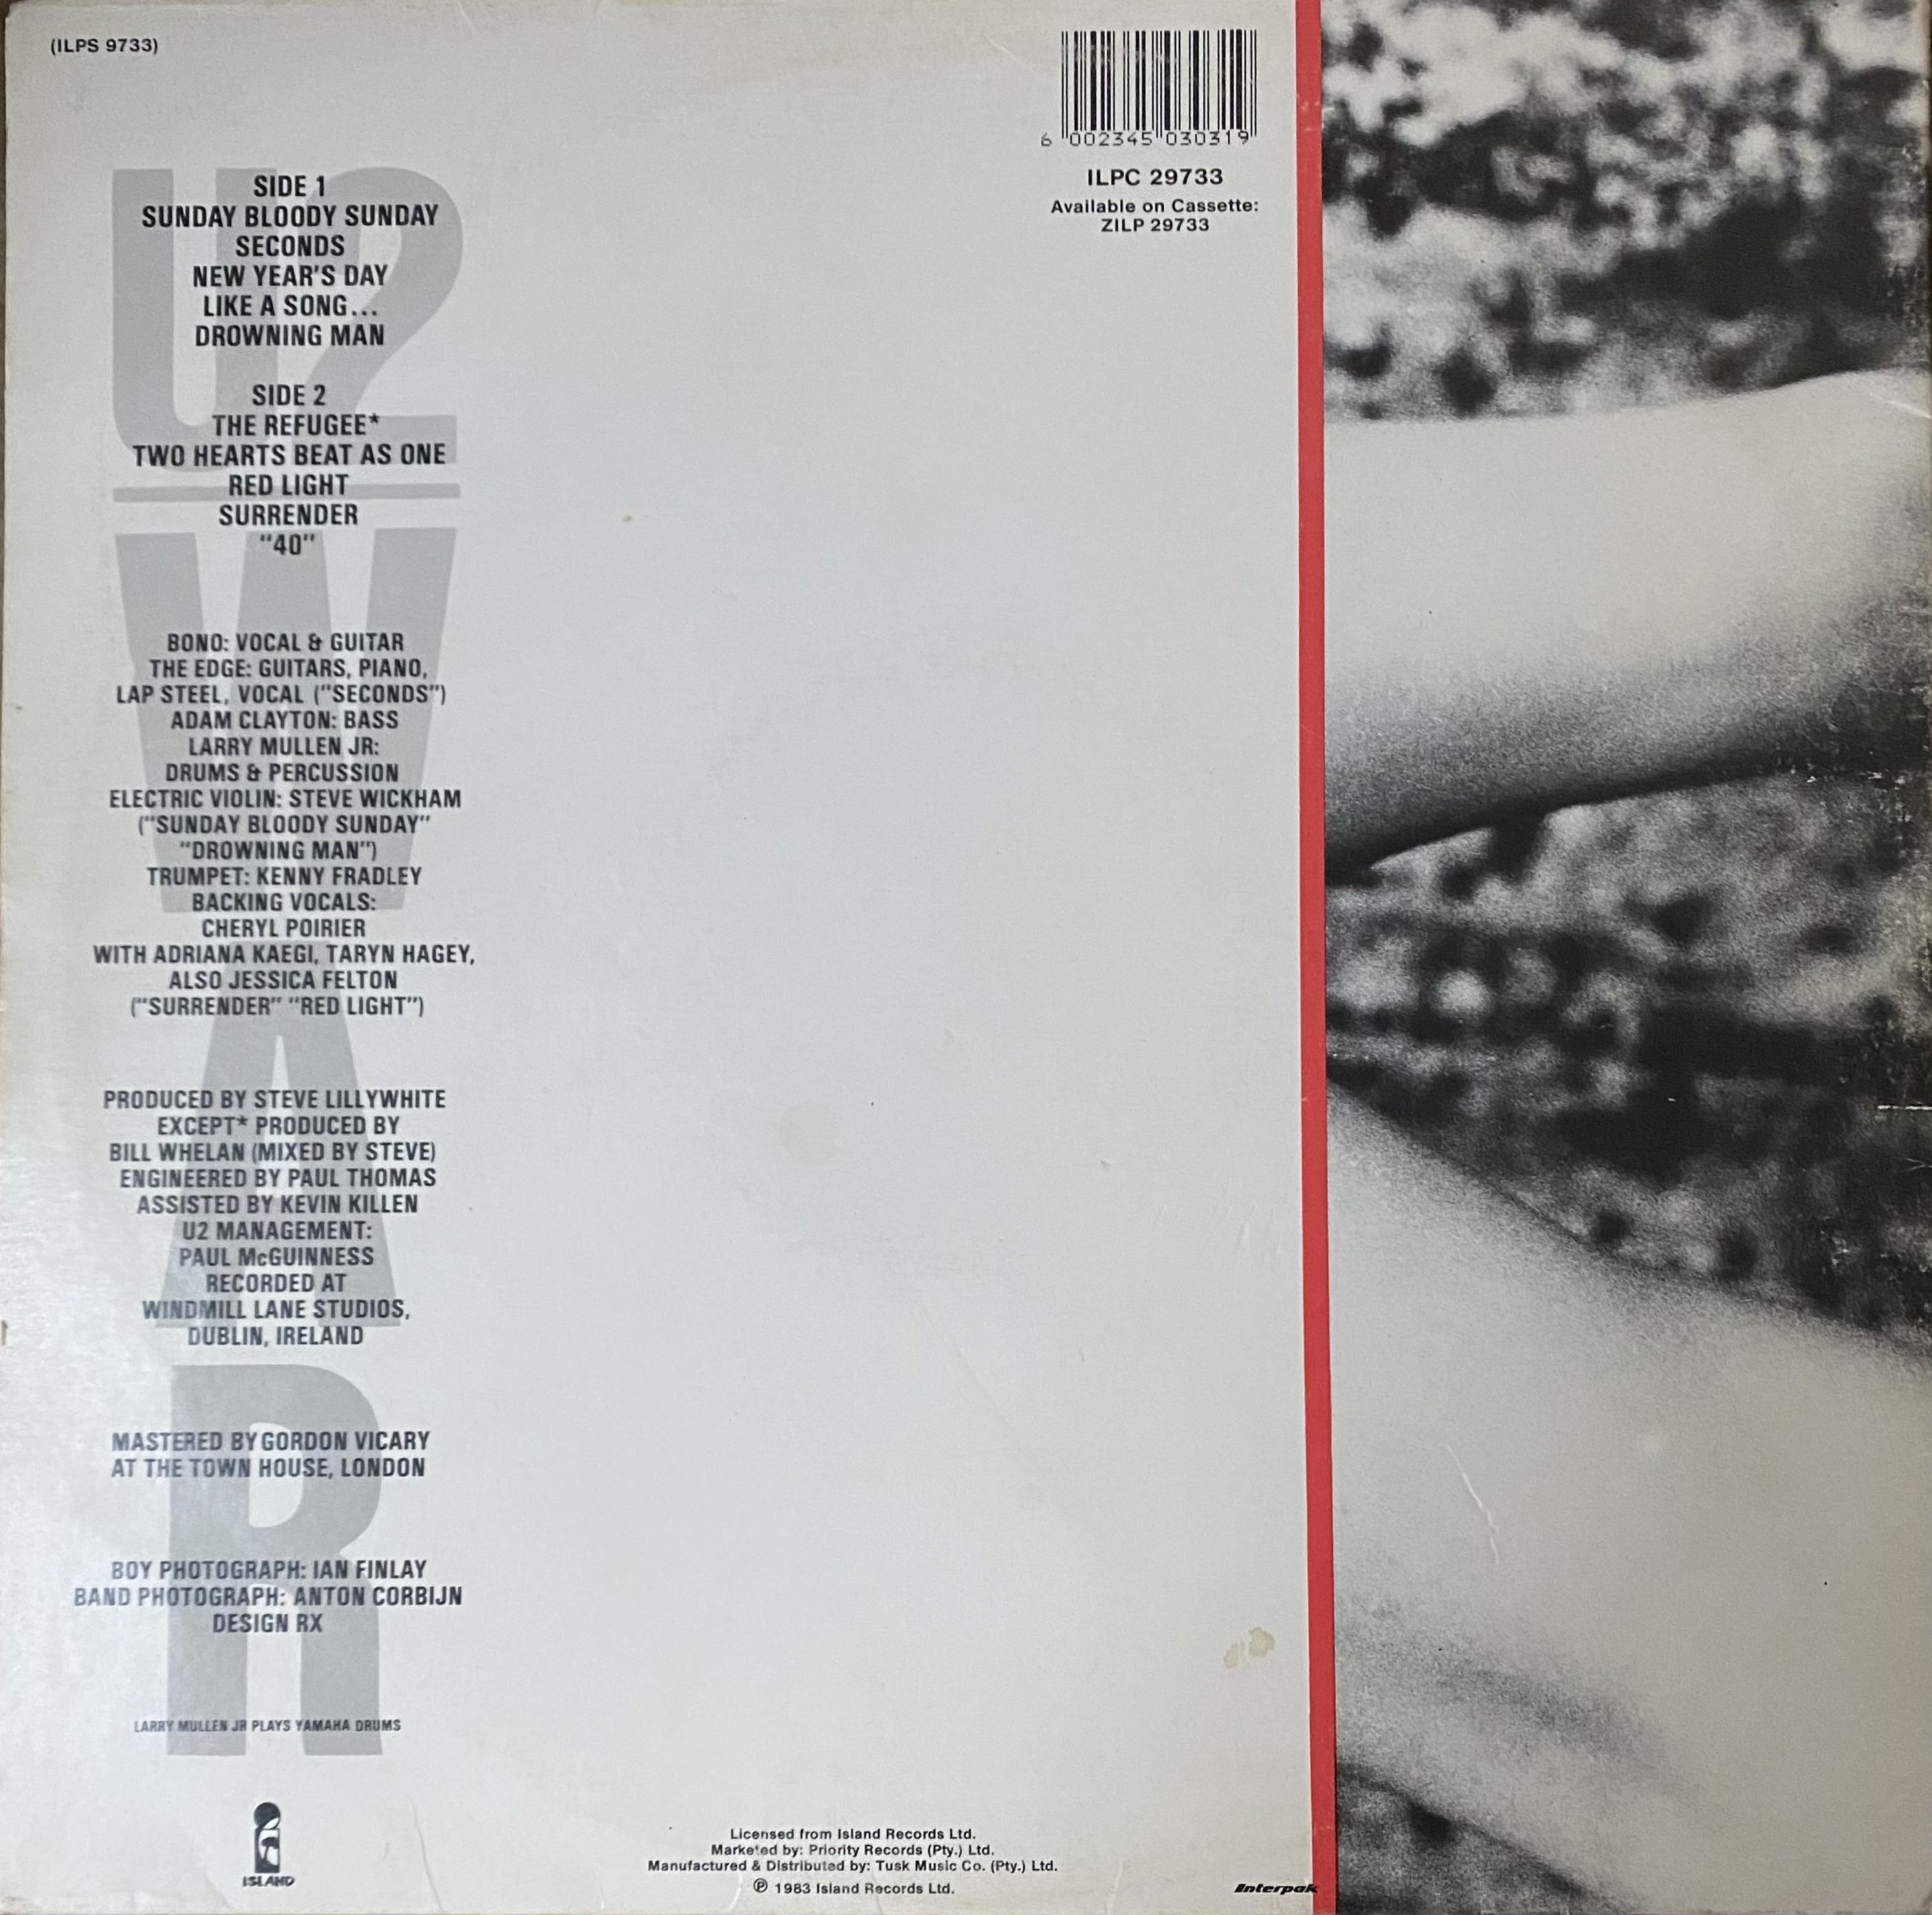 (ILPS 9733)
6 002345 030319
ILPC 29733
Available on Cassette:
ZILP 29733
U2
WAR
SIDE 1
SUNDAY BLOODY SUNDAY
SECONDS
NEW YEAR'S DAY
LIKE A SONG...
DROWNING MAN
SIDE 2
THE REFUGEE*
TWO HEARTS BEAT AS ONE
RED LIGHT
SURRENDER
"40"
BONO: VOCAL & GUITAR
THE EDGE: GUITARS, PIANO,
LAP STEEL, VOCAL ("SECONDS")
ADAM CLAYTON: BASS
LARRY MULLEN JR:
DRUMS & PERCUSSION
ELECTRIC VIOLIN: STEVE WICKHAM
("SUNDAY BLOODY SUNDAY"
"DROWNING MAN")
TRUMPET: KENNY FRADLEY
BACKING VOCALS:
CHERYL POIRIER
WITH ADRIANA KAEGI, TARYN HAGEY,
ALSO JESSICA FELTON
("SURRENDER" "RED LIGHT")
PRODUCED BY STEVE LILLYWHITE
EXCEPT* PRODUCED BY
BILL WHELAN (MIXED BY STEVE)
ENGINEERED BY PAUL THOMAS
ASSISTED BY KEVIN KILLEN
U2 MANAGEMENT:
PAUL McGUINNESS
RECORDED AT
WINDMILL LANE STUDIOS,
DUBLIN, IRELAND
MASTERED BY GORDON VICARY
AT THE TOWN HOUSE, LONDON
BOY PHOTOGRAPH: IAN FINLAY
BAND PHOTOGRAPH: ANTON CORBIJN
DESIGN RX
LARRY MULLEN JR PLAYS YAMAHA DRUMS
ISLAND
Licensed from Island Records Ltd.
Marketed by: Priority Records (Pty.) Ltd.
Manufactured & Distributed by: Tusk Music Co. (Pty.) Ltd.
℗ 1983 Island Records Ltd.
Interpak